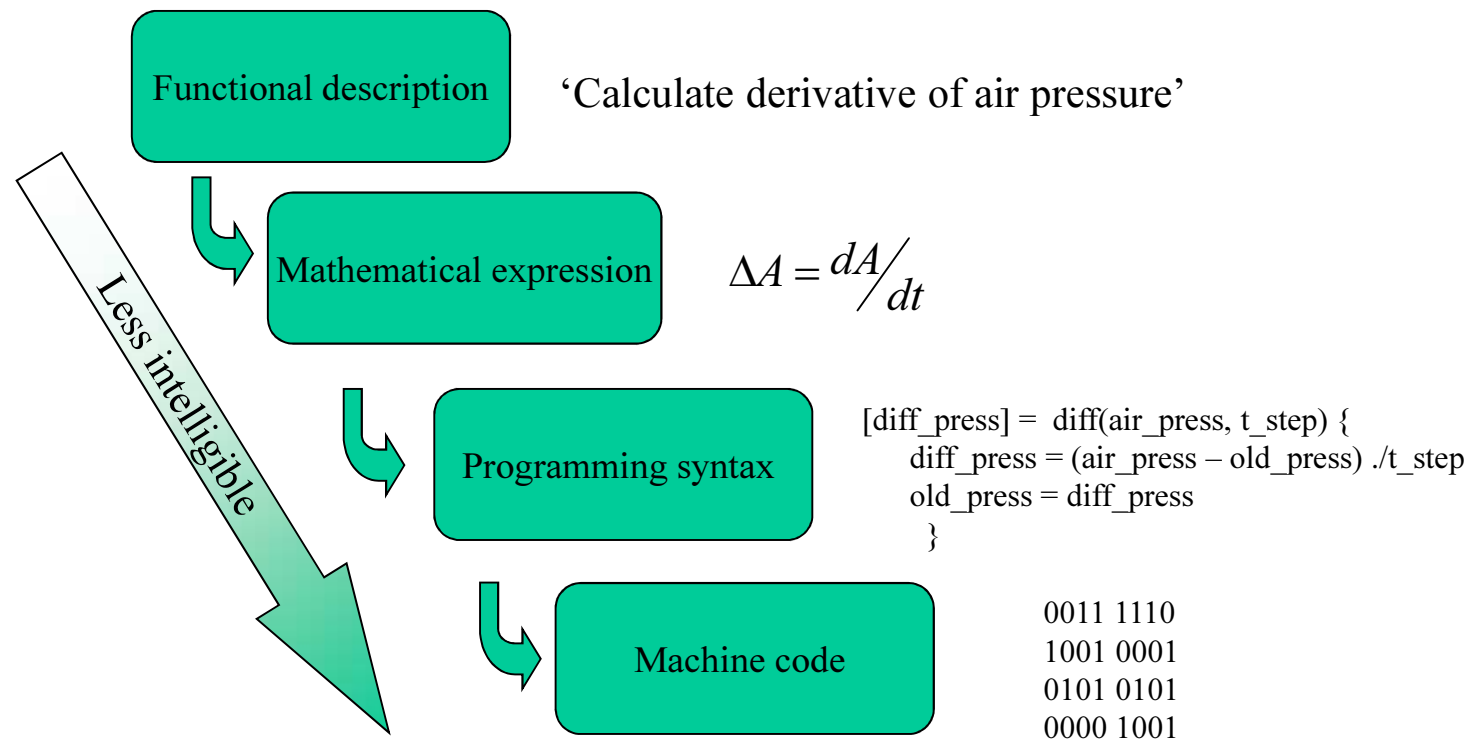 Functional description
‘Calculate derivative of air pressure’
Less intelligible
Mathematical expression
ΔA = dA/dt
Programming syntax
[diff_press] =  diff(air_press, t_step) {
diff_press = (air_press – old_press) ./t_step
old_press = diff_press
}
Machine code
0011 1110
1001 0001
0101 0101
0000 1001